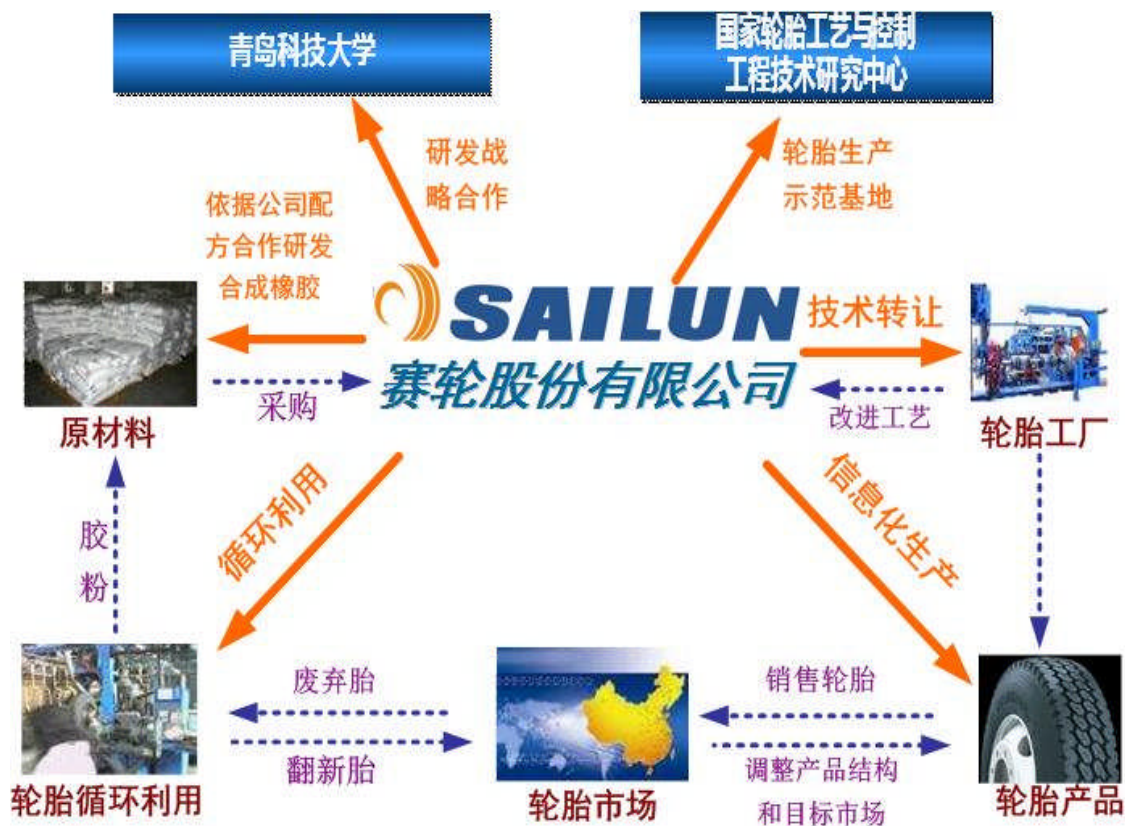 青岛科技大学
国家轮胎工艺与控制
工程技术研究中心
研发战
略合作
轮胎生产
示范基地
依据公司配
方合作研发
合成橡胶
SAILUN
赛轮股份有限公司
技术转让
采购
改进工艺
原材料
轮胎工厂
循环利用
信息化生产
胶
粉
废弃胎
翻新胎
销售轮胎
调整产品结构
和目标市场
轮胎循环利用
轮胎市场
轮胎产品